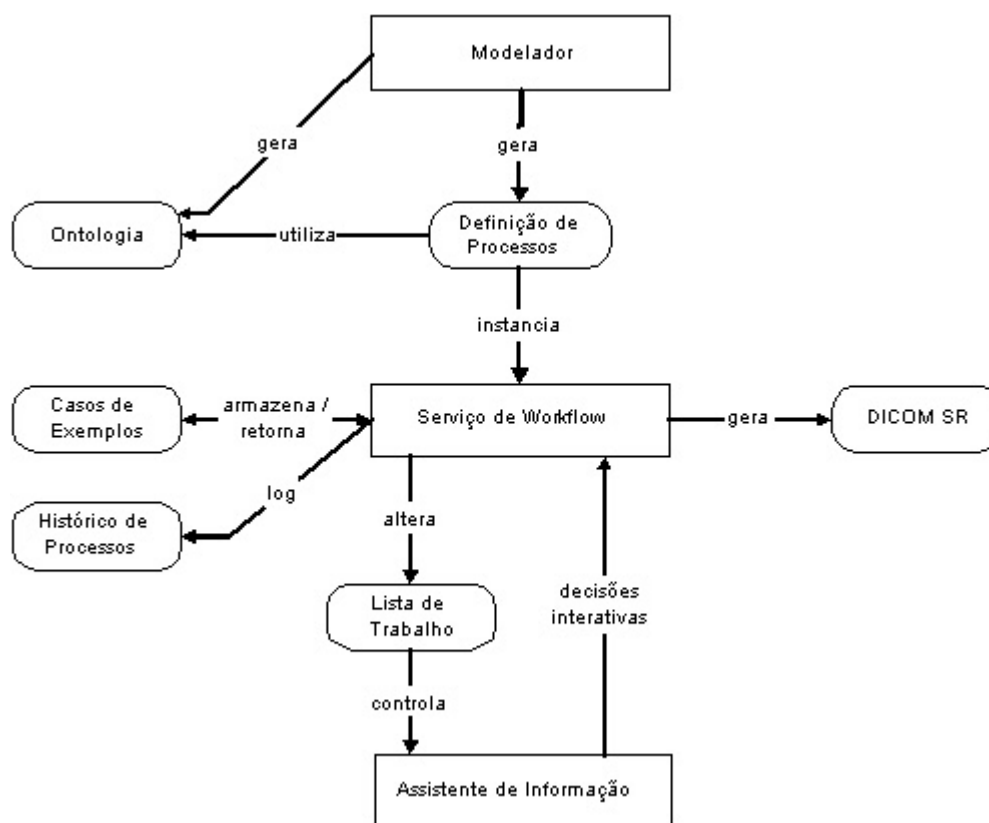 Modelador
gera
gera
Ontologia
utiliza
Definição de
Processos
instancia
Casos de
Exemplos
armazena /
retorna
Serviço de Workflow
gera
DICOM SR
log
Histórico de
Processos
altera
Lista de
Trabalho
decisões
interativas
controla
Assistente de Informação